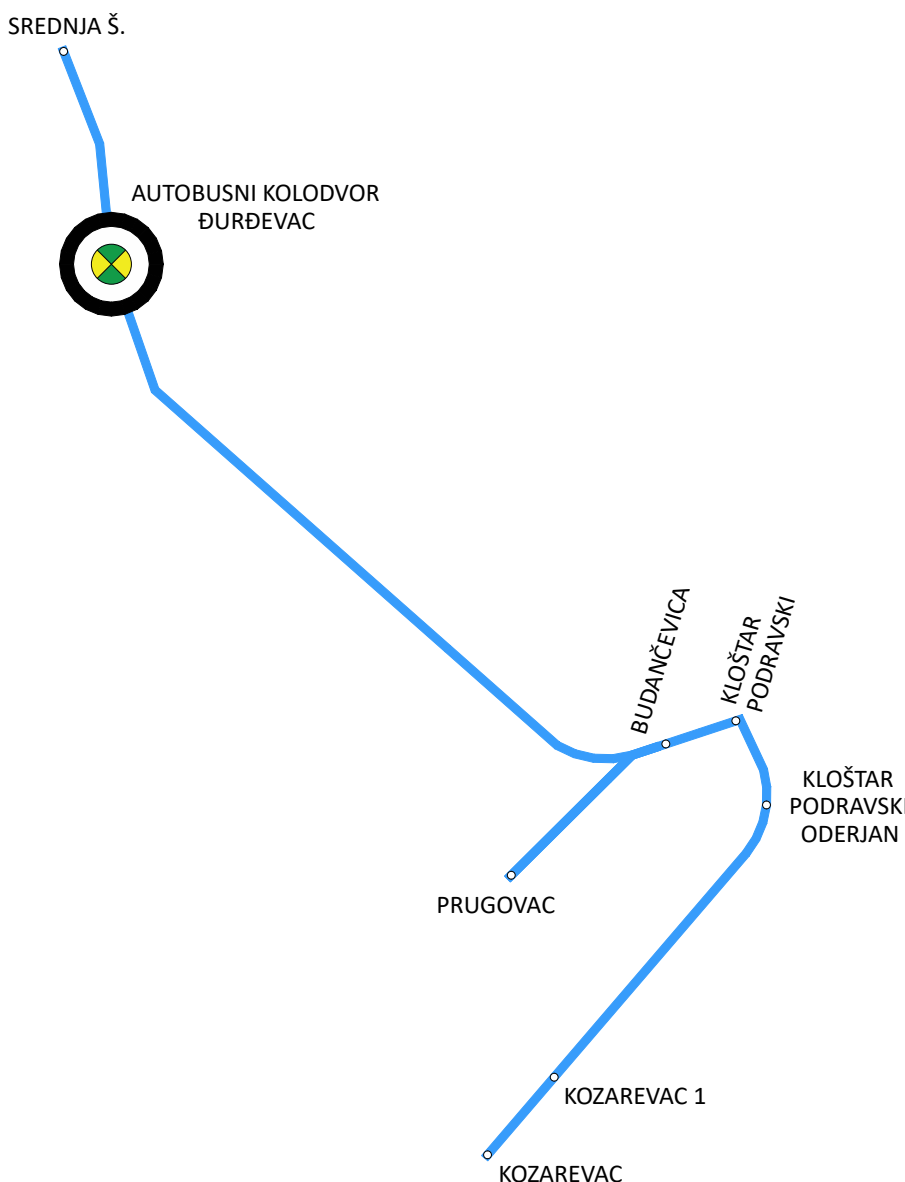 SREDNJA Š.
AUTOBUSNI KOLODVOR
ĐURĐEVAC
BUDANČEVICA
KLOŠTAR
PODRAVSKI
KLOŠTAR
PODRAVSKI
ODERJAN
PRUGOVAC
KOZAREVAC 1
KOZAREVAC